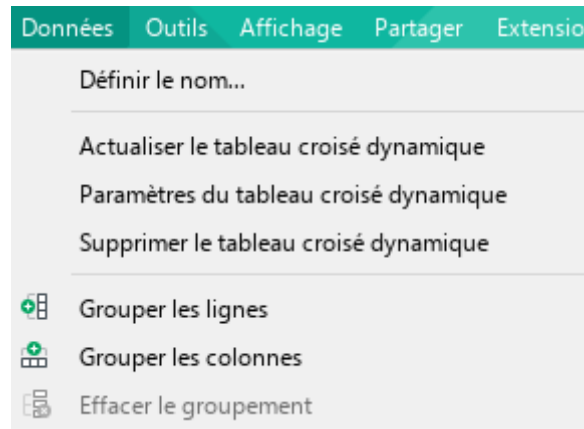 Données Outils Affichage Partager Extensio
Définir le nom...
Actualiser le tableau croisé dynamique
Paramètres du tableau croisé dynamique
Supprimer le tableau croisé dynamique
Grouper les lignes
Grouper les colonnes
Effacer le groupement